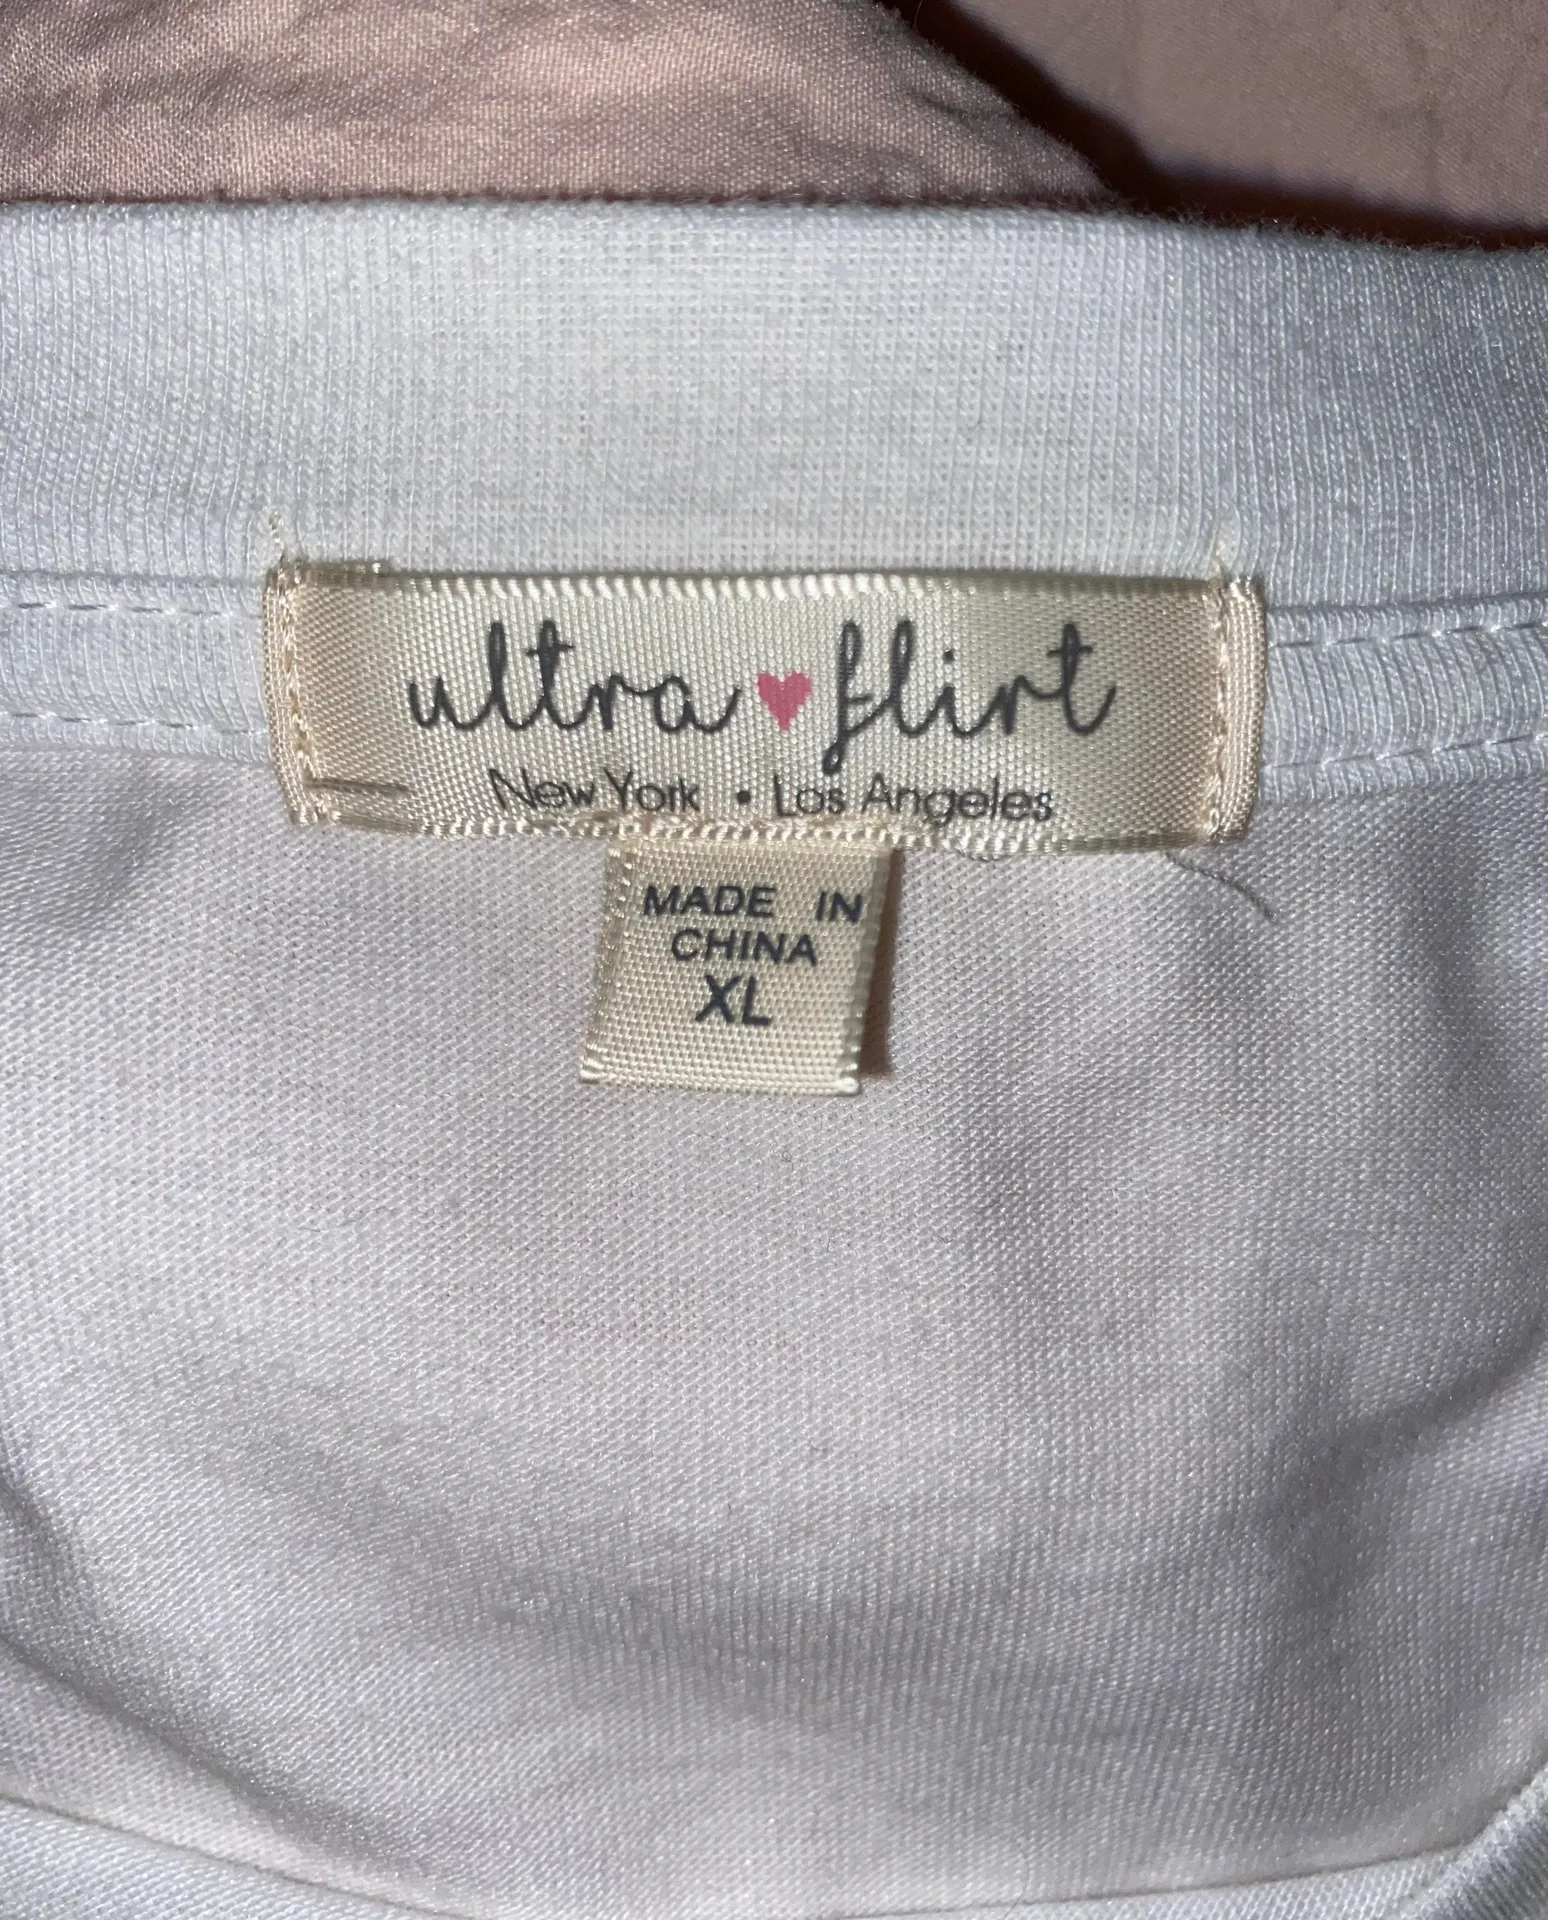 ultra ♥ flirt
New York • Los Angeles
MADE IN
CHINA
XL